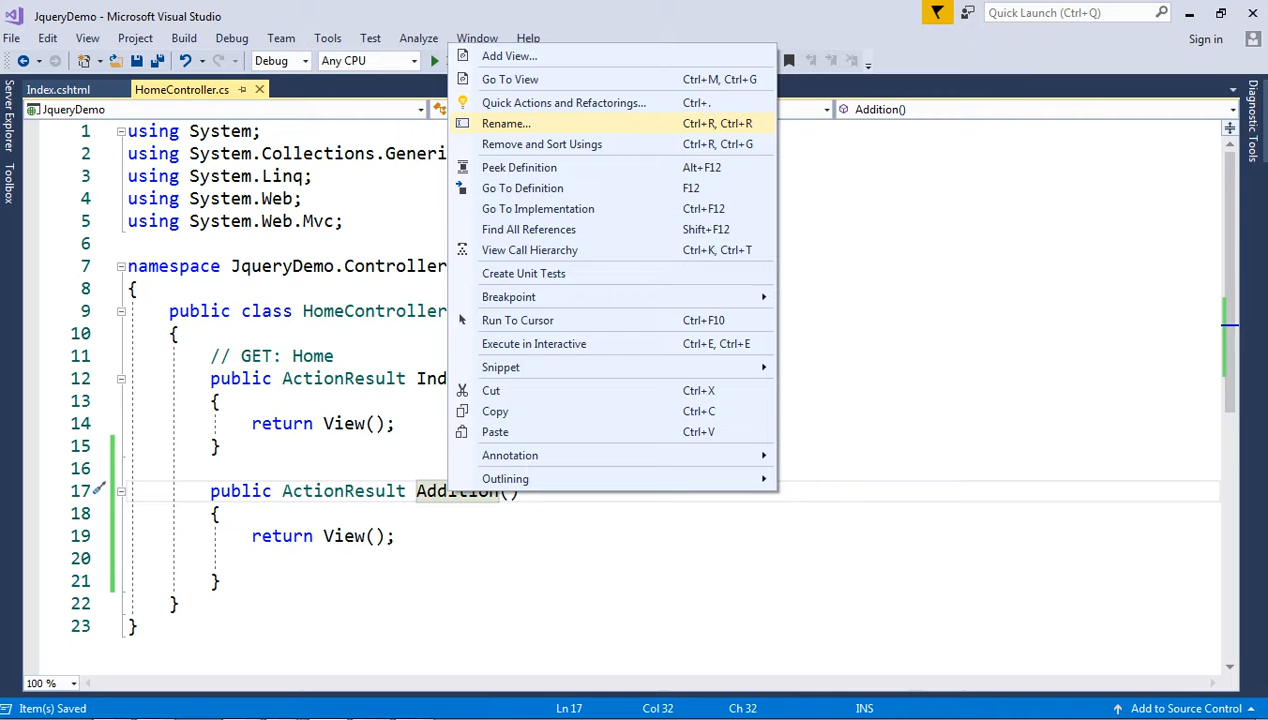 JqueryDemo - Microsoft Visual Studio
Quick Launch (Ctrl+Q)
File Edit View Project Build Debug Team Tools Test Analyze Window Help
Sign in
Debug Any CPU
Index.cshtml HomeController.cs
JqueryDemo Addition()
Server Explorer
Toolbox
Diagnostic Tools
1 using System;
2 using System.Collections.Generi
3 using System.Linq;
4 using System.Web;
5 using System.Web.Mvc;
6
7 namespace JqueryDemo.Controller
8 {
9 public class HomeController
10 {
11 // GET: Home
12 public ActionResult Ind
13 {
14 return View();
15 }
16
17 public ActionResult Addition()
18 {
19 return View();
20
21 }
22 }
23 }
Add View...
Go To View Ctrl+M, Ctrl+G
Quick Actions and Refactorings... Ctrl+.
Rename... Ctrl+R, Ctrl+R
Remove and Sort Usings Ctrl+R, Ctrl+G
Peek Definition Alt+F12
Go To Definition F12
Go To Implementation Ctrl+F12
Find All References Shift+F12
View Call Hierarchy Ctrl+K, Ctrl+T
Create Unit Tests
Breakpoint
Run To Cursor Ctrl+F10
Execute in Interactive Ctrl+E, Ctrl+E
Snippet
Cut Ctrl+X
Copy Ctrl+C
Paste Ctrl+V
Annotation
Outlining
100 %
Item(s) Saved Ln 17 Col 32 Ch 32 INS Add to Source Control